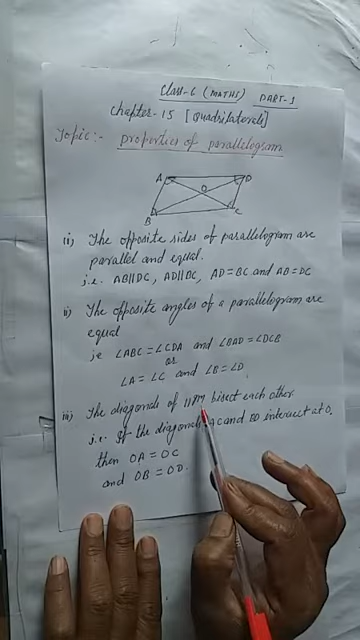 Class-6 (MATHS) PART-1
Chapter-15 [Quadrilaterals]
Topic:- properties of parallelogram
A D
O
B C
(i) The opposite sides of parallelogram are
parallel and equal.
i.e. AB||DC, AD||BC, AD=BC and AB=DC
ii) The opposite angles of a parallelogram are
equal
ie ∠ABC=∠CDA and ∠BAD=∠DCB
or
∠A=∠C and ∠B=∠D
iii) The diagonals of ||gm bisect each other.
i.e. If the diagonals AC and BD intersect at O,
then OA=OC
and OB=OD.